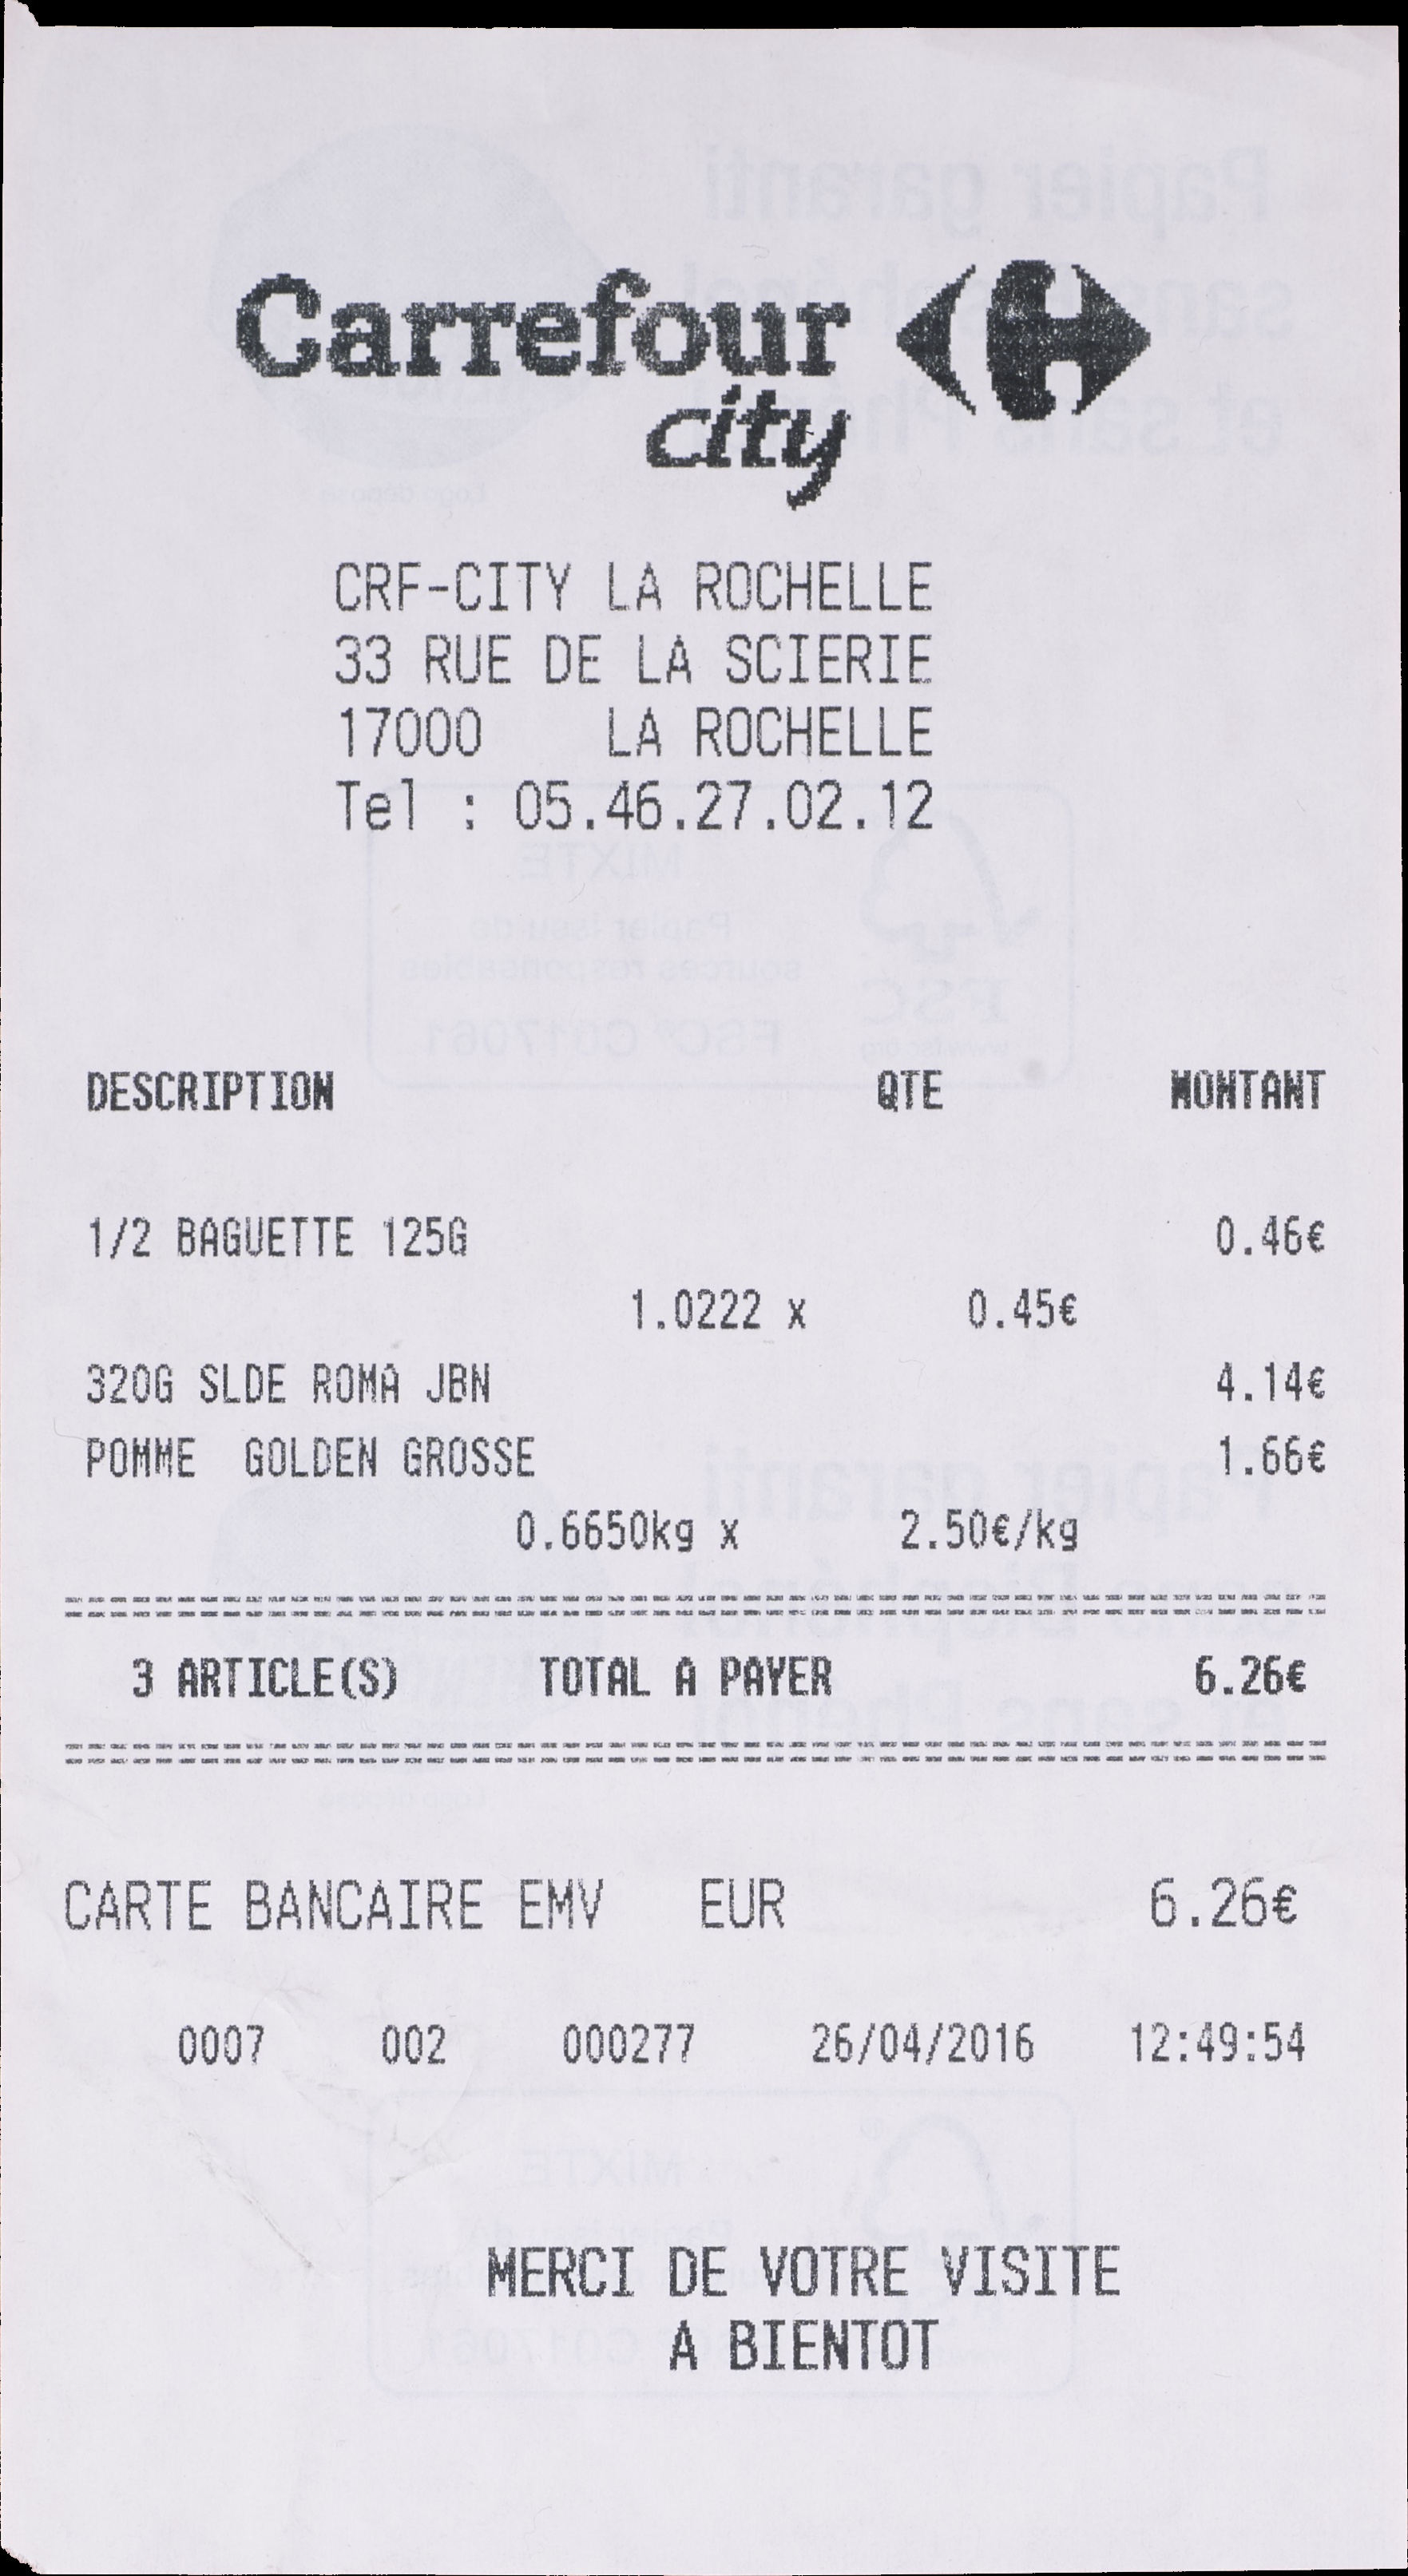 Carrefour
city
CRF-CITY LA ROCHELLE
33 RUE DE LA SCIERIE
17000 LA ROCHELLE
Tel : 05.46.27.02.12
DESCRIPTION QTE MONTANT
1/2 BAGUETTE 125G 0.46€
1.0222 x 0.45€
320G SLDE ROMA JBN 4.14€
POMME GOLDEN GROSSE 1.66€
0.6650kg x 2.50€/kg
3 ARTICLE(S) TOTAL A PAYER 6.26€
CARTE BANCAIRE EMV EUR 6.26€
0007 002 000277 26/04/2016 12:49:54
MERCI DE VOTRE VISITE
A BIENTOT